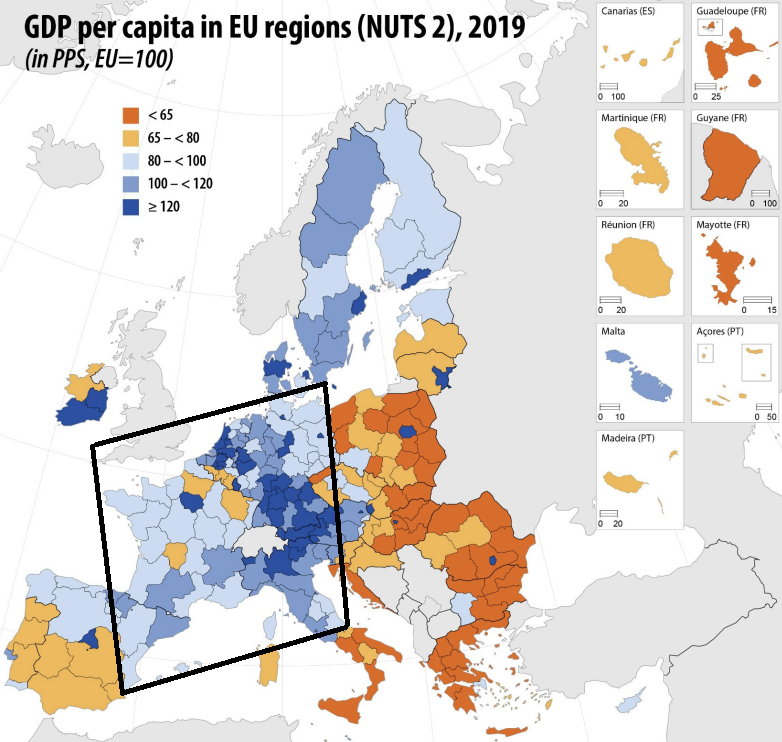 GDP per capita in EU regions (NUTS 2), 2019
(in PPS, EU=100)
< 65
65 – < 80
80 – < 100
100 – < 120
≥ 120
Canarias (ES)
0 100
Guadeloupe (FR)
0 25
Martinique (FR)
0 20
Guyane (FR)
0 100
Réunion (FR)
0 20
Mayotte (FR)
0 15
Malta
0 10
Açores (PT)
0 50
Madeira (PT)
0 20